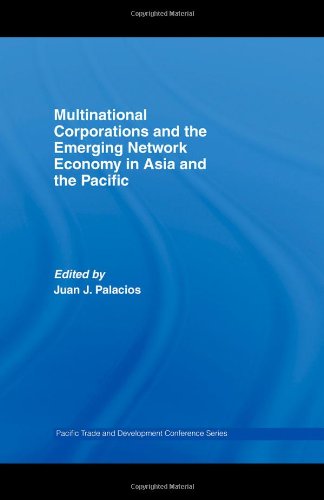 Copyrighted Material
Multinational
Corporations and the
Emerging Network
Economy in Asia and
the Pacific
Edited by
Juan J. Palacios
Pacific Trade and Development Conference Series
Copyrighted Material